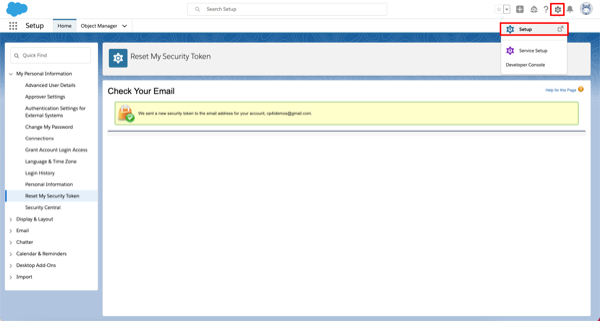 Search Setup
Setup
Home
Object Manager
Setup
Service Setup
Developer Console
Quick Find
My Personal Information
Advanced User Details
Approver Settings
Authentication Settings for
External Systems
Change My Password
Connections
Grant Account Login Access
Language & Time Zone
Login History
Personal Information
Reset My Security Token
Security Central
Display & Layout
Email
Chatter
Calendar & Reminders
Desktop Add-Ons
Import
Reset My Security Token
Check Your Email
Help for this Page
We sent a new security token to the email address for your account, cp4idemos@gmail.com.